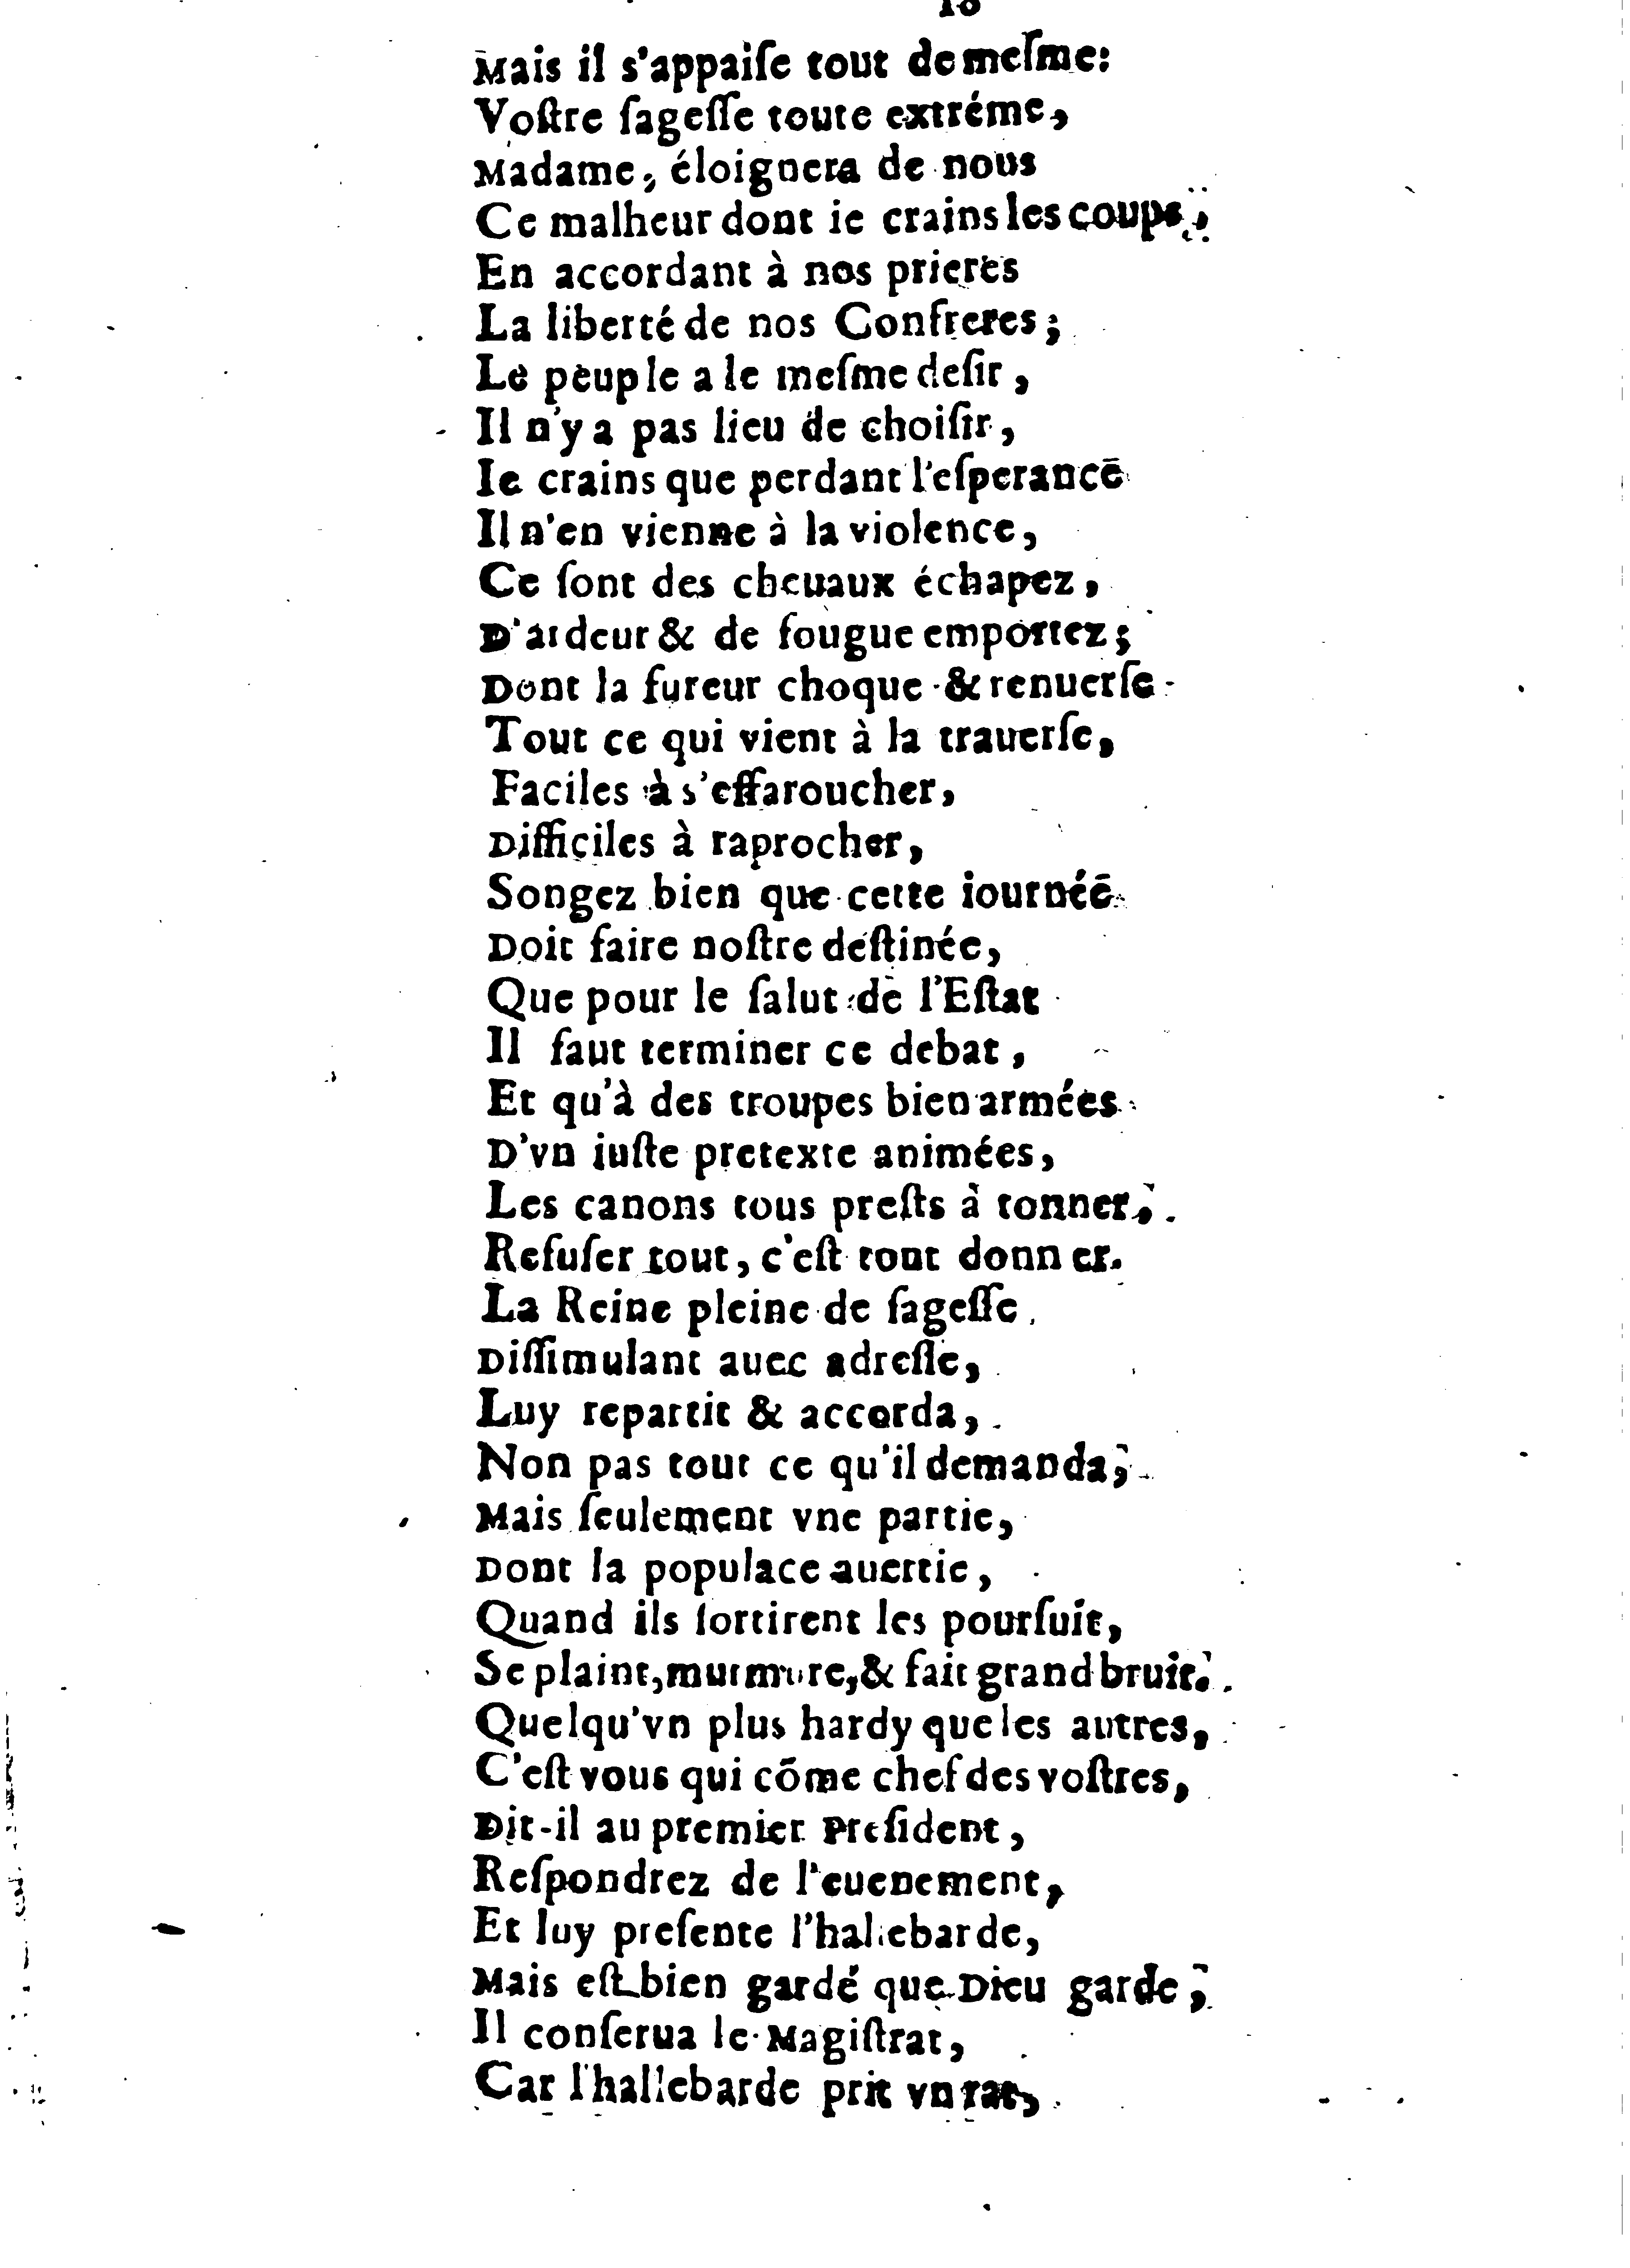 18
Mais il s'appaiſe tout de meſme:
Voſtre ſageſſe toute extréme,
Madame, éloignera de nous
Ce malheur dont ie crains les coups,
En accordant à nos prieres
La liberté de nos Confreres;
Le peuple a le meſme deſir,
Il n'y a pas lieu de choiſir,
Ie crains que perdant l'eſperance
Il n'en vienne à la violence,
Ce ſont des cheuaux échapez,
D'ardeur & de fougue emportez;
Dont la fureur choque & renuerſe
Tout ce qui vient à la trauerſe,
Faciles à s'effaroucher,
Difficiles à raprocher,
Songez bien que cette iournée
Doit faire noſtre deſtinée,
Que pour le ſalut de l'Eſtat
Il faut terminer ce debat,
Et qu'à des troupes bien armées
D'vn iuſte pretexte animées,
Les canons tous preſts à tonner,
Refuſer tout, c'eſt tout donner.
La Reine pleine de ſageſſe,
Diſſimulant auec adreſſe,
Luy repartit & accorda,
Non pas tout ce qu'il demanda;
Mais ſeulement vne partie,
Dont la populace auertie,
Quand ils ſortirent les pourſuit,
Se plaint, murmure, & fait grand bruit.
Quelqu'vn plus hardy que les autres,
C'eſt vous qui cõme chef des voſtres,
Dit-il au premier Preſident,
Reſpondrez de l'euenement,
Et luy preſente l'hallebarde,
Mais eſt bien gardé que Dieu garde;
Il conſerua le Magiſtrat,
Car l'hallebarde prit vn rat,